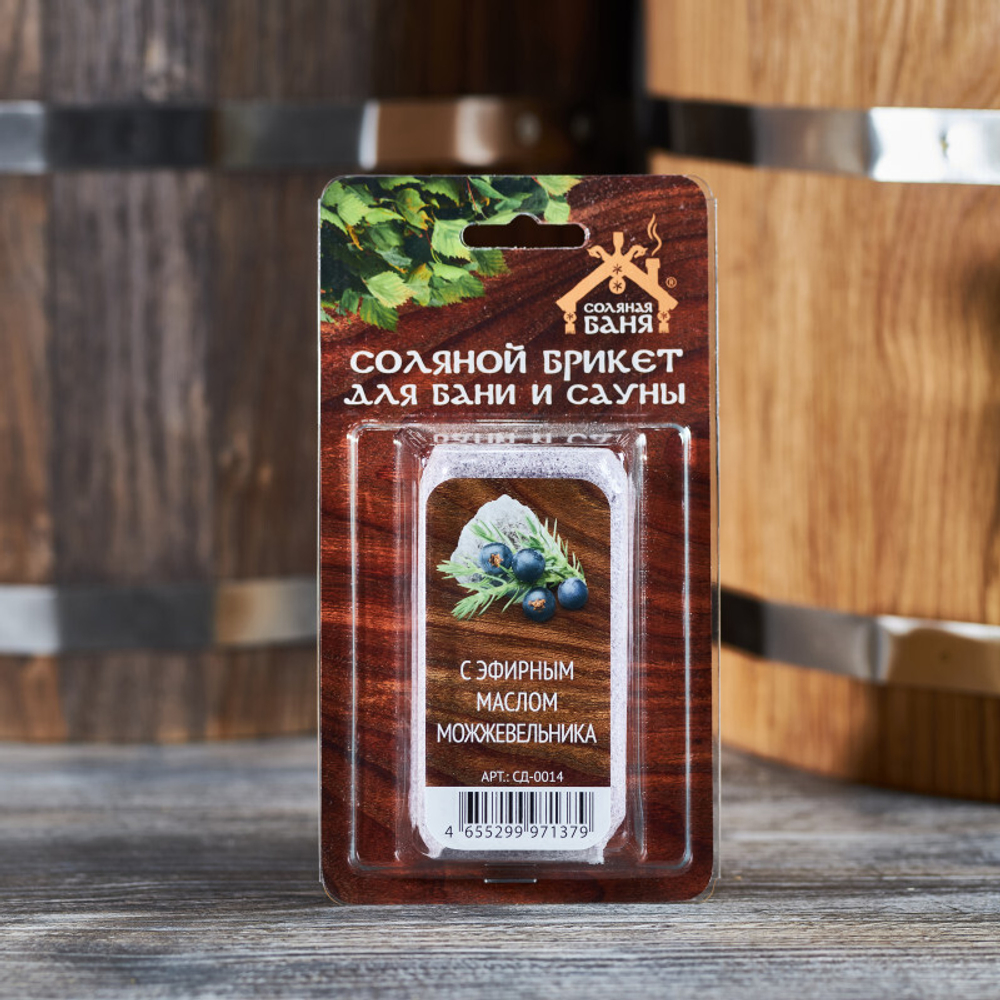 СОЛЯНАЯ
БАНЯ
®
СОЛЯНОЙ БРИКЕТ
ДЛЯ БАНИ И САУНЫ
С ЭФИРНЫМ
МАСЛОМ
МОЖЖЕВЕЛЬНИКА
АРТ.: СД-0014
4 655299 971379